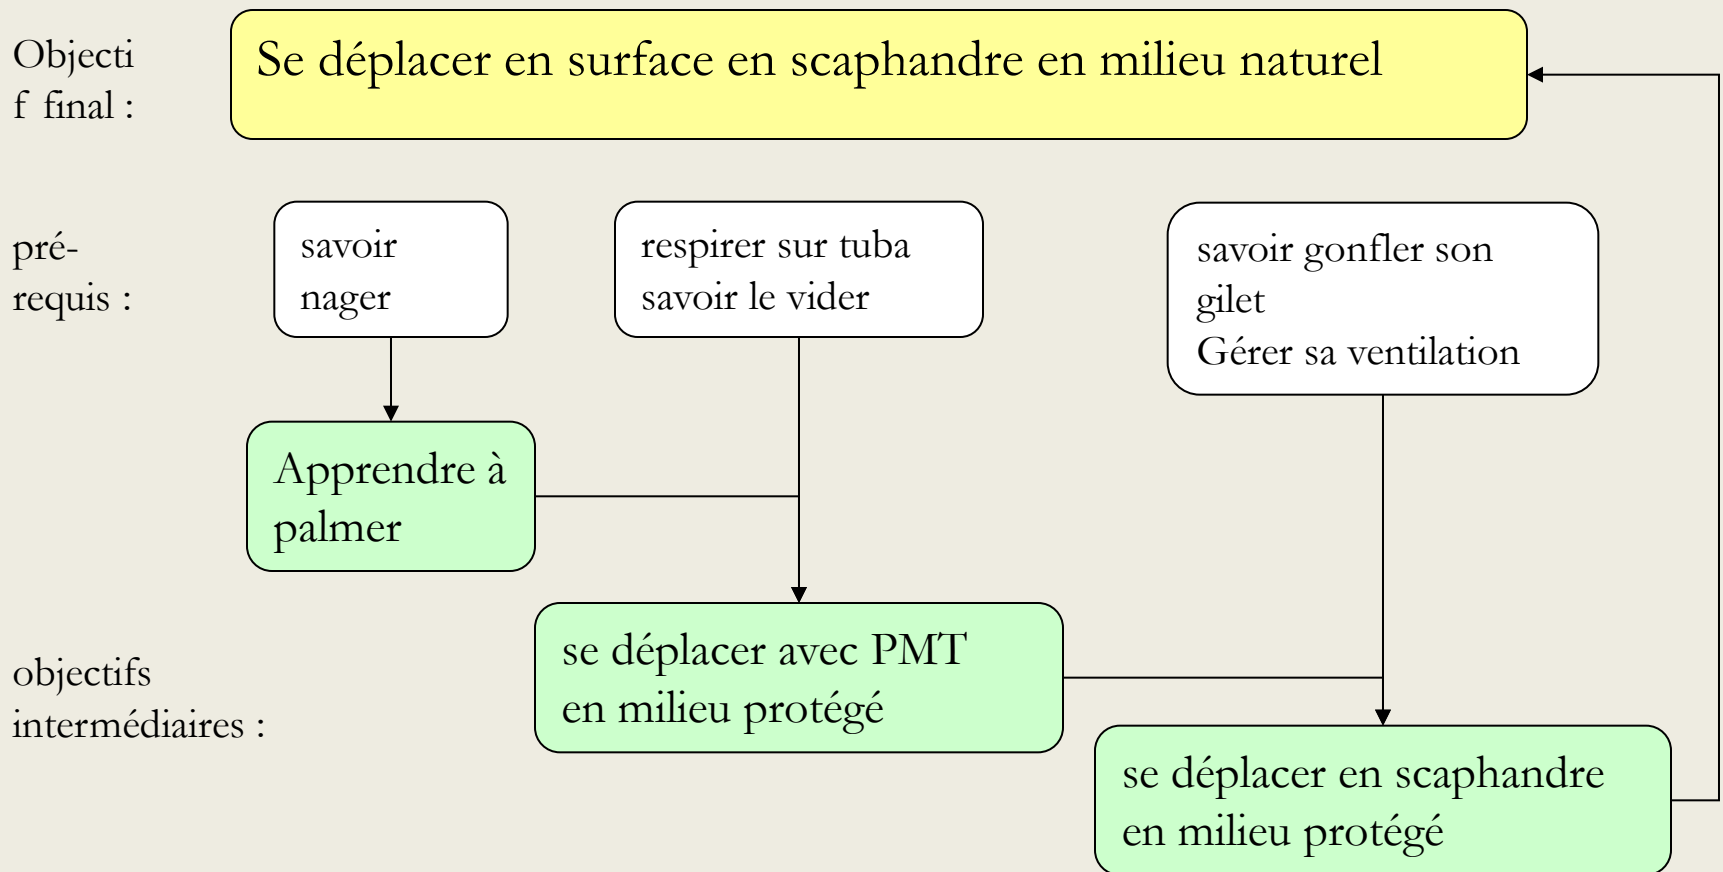 Objecti
f final :
Se déplacer en surface en scaphandre en milieu naturel
pré-
requis :
savoir
nager
respirer sur tuba
savoir le vider
savoir gonfler son
gilet
Gérer sa ventilation
Apprendre à
palmer
objectifs
intermédiaires :
se déplacer avec PMT
en milieu protégé
se déplacer en scaphandre
en milieu protégé